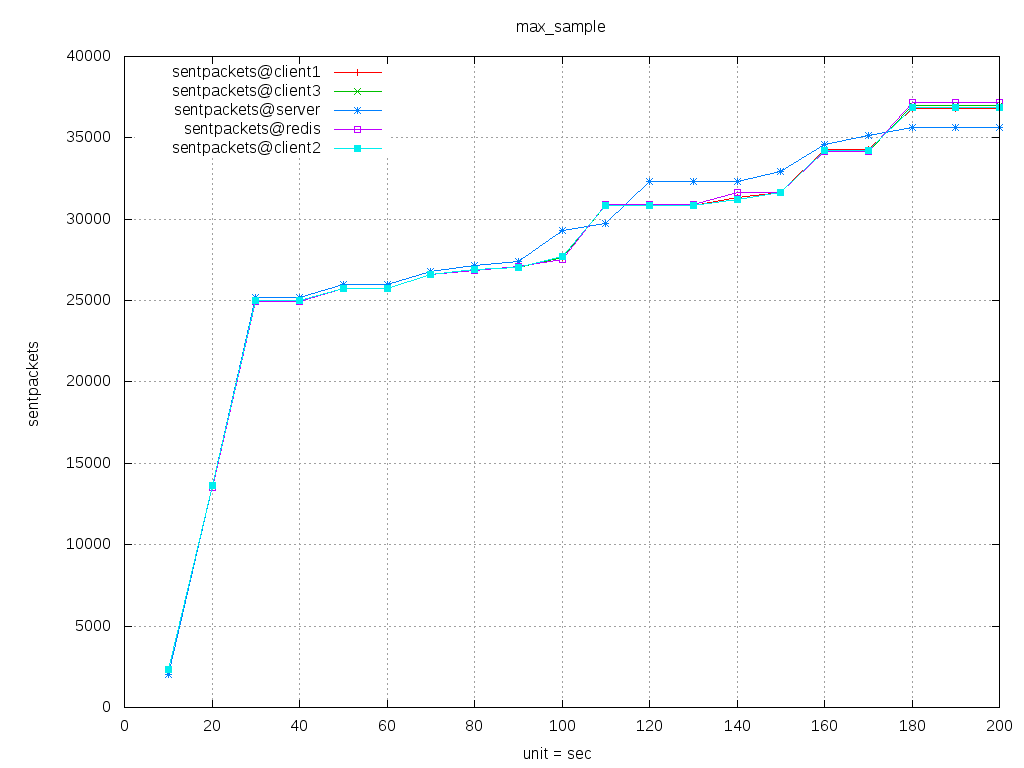 max_sample
40000
35000
30000
25000
20000
15000
10000
5000
0
sentpackets
sentpackets@client1
sentpackets@client3
sentpackets@server
sentpackets@redis
sentpackets@client2
0 20 40 60 80 100 120 140 160 180 200
unit = sec